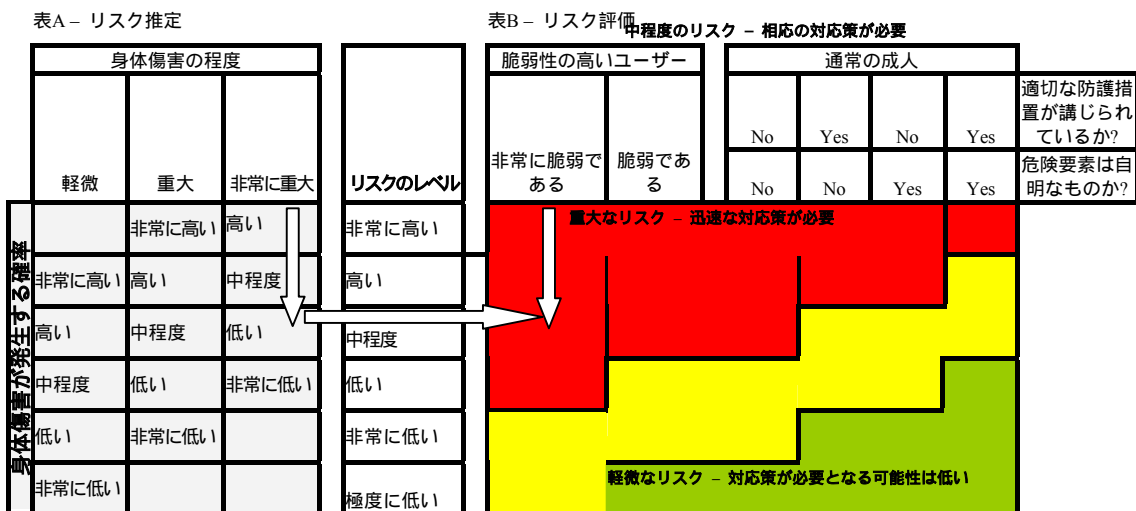 表A – リスク推定
表B – リスク評価
中程度のリスク – 相応の対応策が必要
身体傷害の程度
脆弱性の高いユーザー
通常の成人
軽微
重大
非常に重大
リスクのレベル
非常に脆弱で
ある
脆弱であ
る
No
Yes
No
Yes
適切な防護措
置が講じられ
ているか?
No
No
Yes
Yes
危険要素は自
明なものか?
身体傷害が発生する確率
非常に高い
高い
非常に高い
重大なリスク – 迅速な対応策が必要
非常に高い
高い
中程度
高い
高い
中程度
低い
中程度
中程度
低い
非常に低い
低い
低い
非常に低い
非常に低い
非常に低い
極度に低い
軽微なリスク – 対応策が必要となる可能性は低い